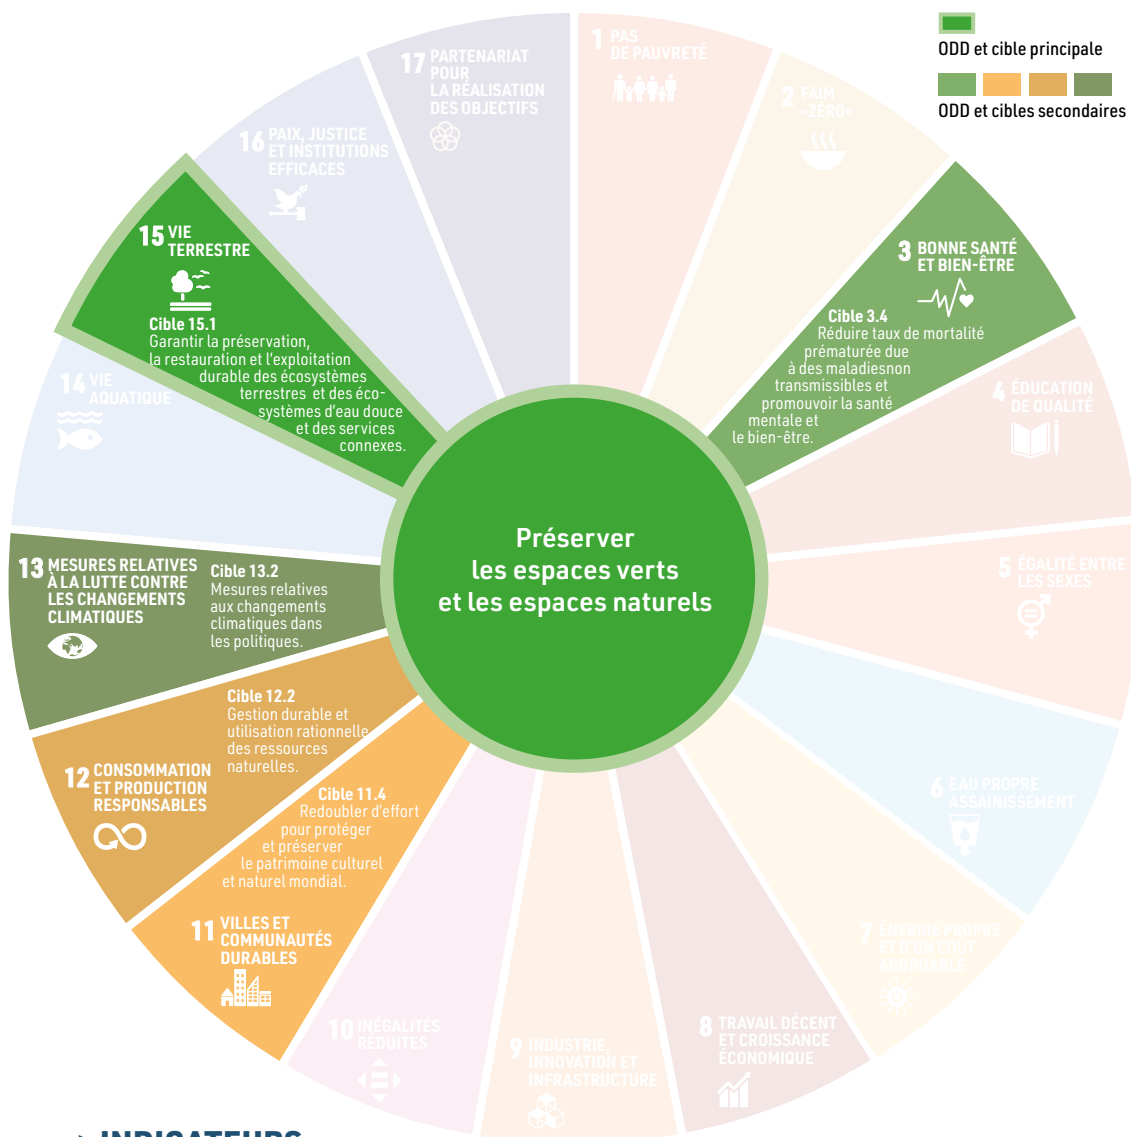 ODD et cible principale
ODD et cibles secondaires
1 PAS
DE PAUVRETÉ
2 FAIM
«ZÉRO»
3 BONNE SANTÉ
ET BIEN-ÊTRE
Cible 3.4
Réduire taux de mortalité
prématurée due
à des maladiesnon
transmissibles et
promouvoir la santé
mentale et
le bien-être.
4 ÉDUCATION
DE QUALITÉ
5 ÉGALITÉ ENTRE
LES SEXES
6 EAU PROPRE
ASSAINISSEMENT
7 ÉNERGIE PROPRE
ET D'UN COÛT
ABORDABLE
8 TRAVAIL DÉCENT
ET CROISSANCE
ÉCONOMIQUE
9 INDUSTRIE,
INNOVATION ET
INFRASTRUCTURE
10 INÉGALITÉS
RÉDUITES
11 VILLES ET
COMMUNAUTÉS
DURABLES
Cible 11.4
Redoubler d'effort
pour protéger
et préserver
le patrimoine culturel
et naturel mondial.
12 CONSOMMATION
ET PRODUCTION
RESPONSABLES
Cible 12.2
Gestion durable et
utilisation rationnelle
des ressources
naturelles.
13 MESURES RELATIVES
À LA LUTTE CONTRE
LES CHANGEMENTS
CLIMATIQUES
Cible 13.2
Mesures relatives
aux changements
climatiques dans
les politiques.
14 VIE
AQUATIQUE
15 VIE
TERRESTRE
Cible 15.1
Garantir la préservation,
la restauration et l'exploitation
durable des écosystèmes
terrestres et des éco-
systèmes d'eau douce
et des services
connexes.
16 PAIX, JUSTICE
ET INSTITUTIONS
EFFICACES
17 PARTENARIAT
POUR
LA RÉALISATION
DES OBJECTIFS
Préserver
les espaces verts
et les espaces naturels
INDICATEURS